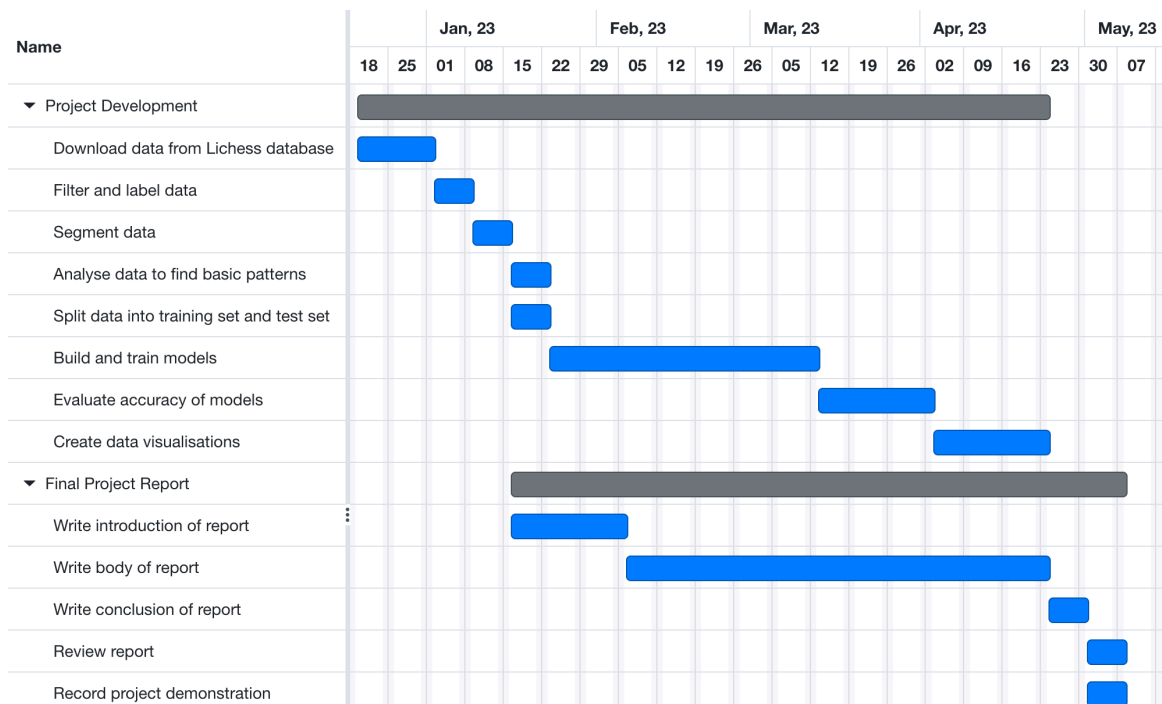 Jan, 23 Feb, 23 Mar, 23 Apr, 23 May, 23
Name
18 25 01 08 15 22 29 05 12 19 26 05 12 19 26 02 09 16 23 30 07
Project Development
Download data from Lichess database
Filter and label data
Segment data
Analyse data to find basic patterns
Split data into training set and test set
Build and train models
Evaluate accuracy of models
Create data visualisations
Final Project Report
Write introduction of report
Write body of report
Write conclusion of report
Review report
Record project demonstration